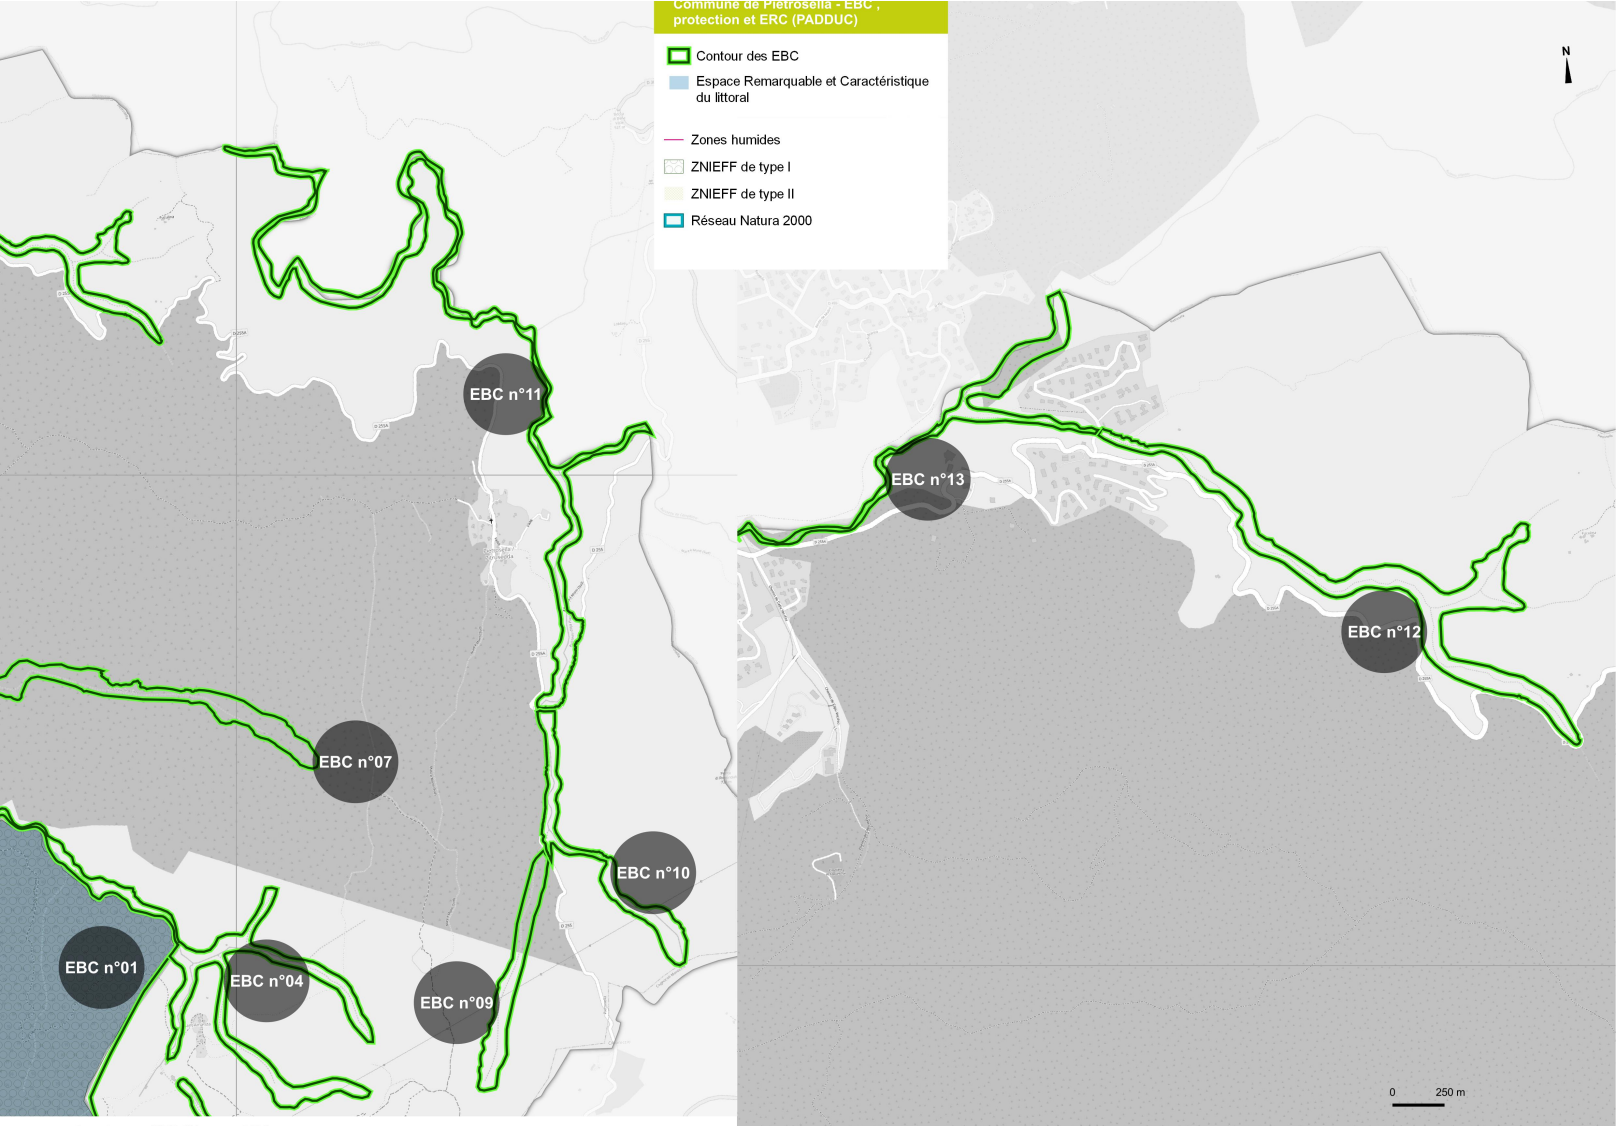 Commune de Pietrosella - EBC ,
protection et ERC (PADDUC)
Contour des EBC
Espace Remarquable et Caractéristique
du littoral
Zones humides
ZNIEFF de type I
ZNIEFF de type II
Réseau Natura 2000
N
EBC n°11
EBC n°13
EBC n°12
EBC n°07
EBC n°10
EBC n°01
EBC n°04
EBC n°09
D 255A
D 255A
0 250 m